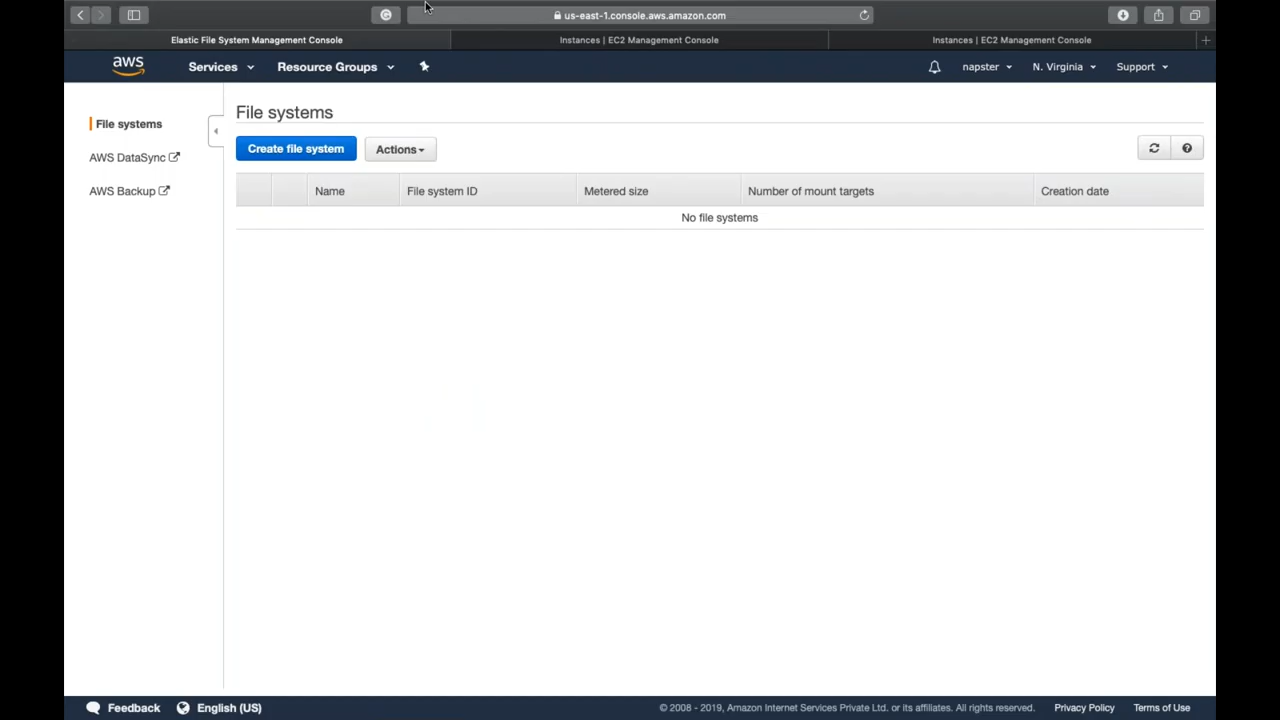 us-east-1.console.aws.amazon.com
Elastic File System Management Console
Instances | EC2 Management Console
Instances | EC2 Management Console
aws
Services
Resource Groups
napster
N. Virginia
Support
File systems
AWS DataSync
AWS Backup
File systems
Create file system
Actions
Name
File system ID
Metered size
Number of mount targets
Creation date
No file systems
Feedback
English (US)
© 2008 - 2019, Amazon Internet Services Private Ltd. or its affiliates. All rights reserved.
Privacy Policy
Terms of Use